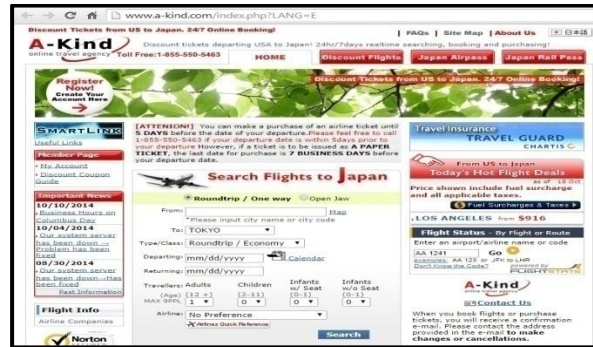 www.a-kind.com/index.php?LANG=E
Discount Tickets from US to Japan. 24/7 Online Booking!
FAQs | Site Map | About Us
日本語
A-Kind
online travel agency
Discount tickets departing USA to Japan! 24hr/7days realtime searching, booking and purchasing!
Toll Free:1-855-550-5463
HOME
Discount Flights
Japan Airpass
Japan Rail Pass
Discount Tickets from US to Japan. 24/7 Online Booking!
Register
Now!
Create Your
Account Here
SMARTLINK
Useful Links
Member Page
My Account
Discount Coupon
Guide
Important News
10/10/2014
Business Hours on
Columbus Day
10/04/2014
Our system server
has been down →
Problem has been
fixed
08/30/2014
Our system server
has been down→Has
been fixed
Past Information
Flight Info
Airline Companies
Norton
[ATTENION!] You can make a purchase of an airline ticket until
5 DAYS before the date of your departure.Please feel free to call
1-855-550-5463 if your departure date is within 5days prior to
your departure However, if a ticket is to be issued as A PAPER
TICKET, the last date for purchase is 7 BUSINESS DAYS before
your departure date.
Search Flights to Japan
Roundtrip / One way
Open Jaw
From:
Map
*Please input city name or city code
To: TOKYO
Type/Class: Roundtrip / Economy
Departing: mm/dd/yyyy
Calendar
Returning: mm/dd/yyyy
Travellers: Adults Children Infants w/ Seat Infants w/o Seat
(Age) (12 +) (2-11) (0-1) (0-1)
MAX 9PPL 1 0 0 0
Airline: No Preference
Airlines Quick Reference
Search
Travel Insurance
TRAVEL GUARD
CHARTIS
From US to Japan
Today's Hot Flight Deals
as of 18 Oct
Price shown include fuel surcharge
and all applicable taxes.
Fuel Surcharges & Taxes
LOS ANGELES from $916
Flight Status - By Flight or Route
Enter an airport/airline name or code
AA 1241
Go
examples: AA 123 or JFK to LHR
Don't Know the Code?
powered by
FLIGHTSTATS
A-Kind
online travel agency
Contact Us
When you book flights or purchase
tickets, you will receive a confirmation
e-mail. Please contact the address
provided in the e-mail to make
changes or cancellations.